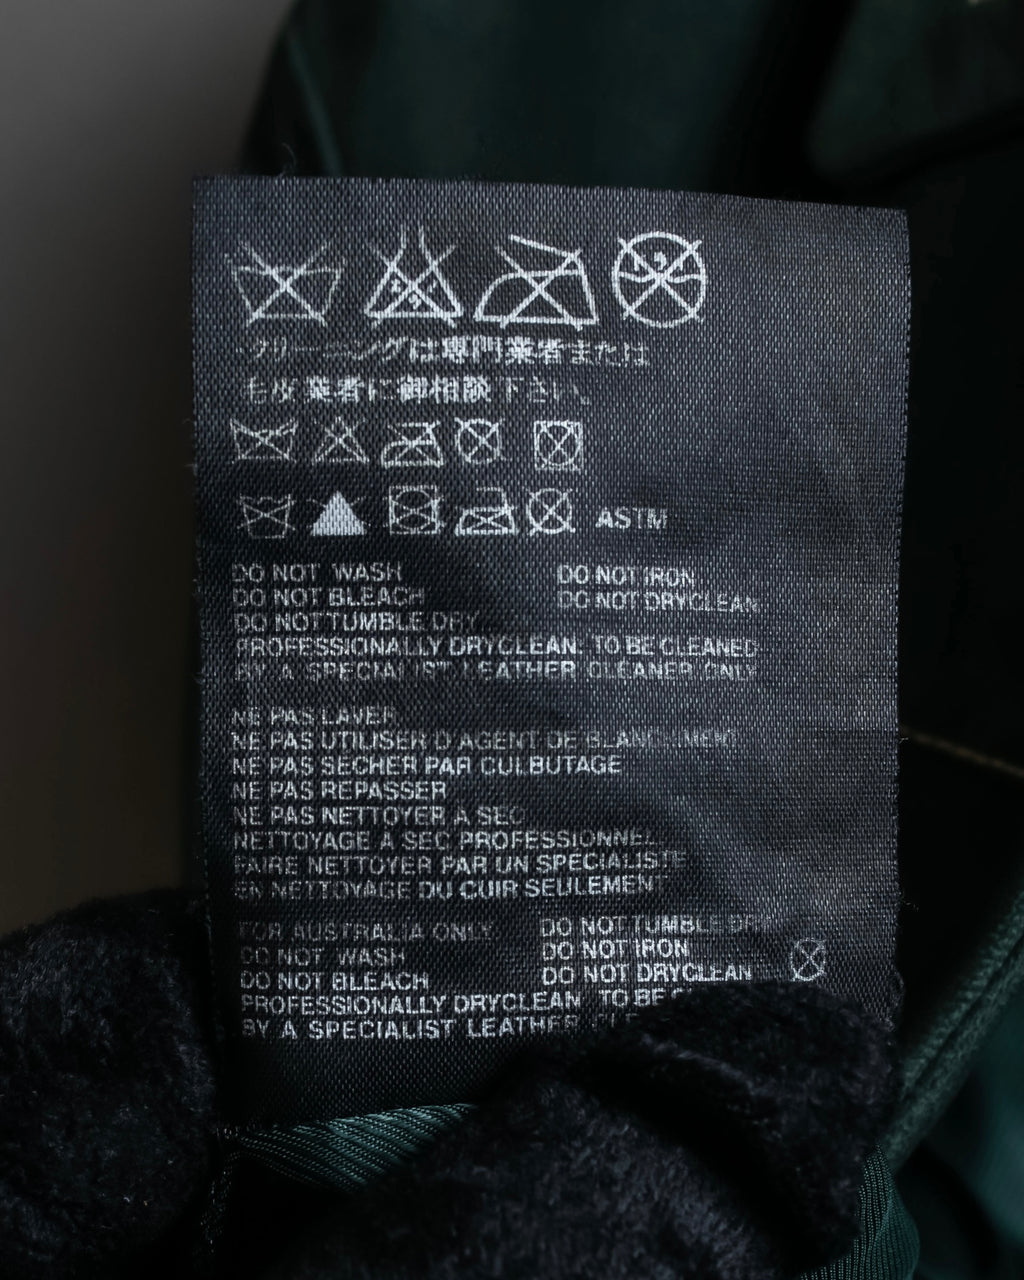 クリーニングは専門業者または
毛皮業者に御相談下さい。
ASTM
DO NOT WASH DO NOT IRON
DO NOT BLEACH DO NOT DRYCLEAN
DO NOT TUMBLE DRY
PROFESSIONALLY DRYCLEAN: TO BE CLEANED
BY A SPECIALIST LEATHER CLEANER ONLY
NE PAS LAVER
NE PAS UTILISER D'AGENT DE BLANCHIMENT
NE PAS SECHER PAR CULBUTAGE
NE PAS REPASSER
NE PAS NETTOYER A SEC
NETTOYAGE A SEC PROFESSIONNEL
FAIRE NETTOYER PAR UN SPECIALISTE
EN NETTOYAGE DU CUIR SEULEMENT
FOR AUSTRALIA ONLY DO NOT TUMBLE DRY
DO NOT WASH DO NOT IRON
DO NOT BLEACH DO NOT DRYCLEAN
PROFESSIONALLY DRYCLEAN TO BE
BY A SPECIALIST LEATHER